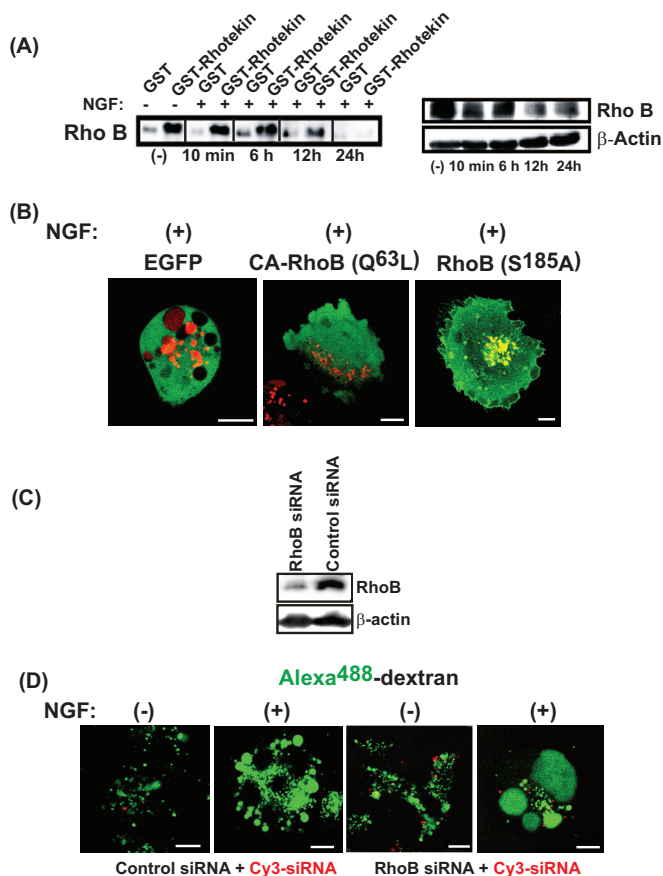 (A)
GST
GST-Rhotekin
GST
GST-Rhotekin
GST
GST-Rhotekin
GST
GST-Rhotekin
GST
GST-Rhotekin
NGF: - - + + + + + + + +
Rho B
(-) 10 min 6 h 12h 24h
Rho B
β-Actin
(-) 10 min 6 h 12h 24h
(B)
NGF: (+) (+) (+)
EGFP CA-RhoB (Q63L) RhoB (S185A)
(C)
RhoB siRNA
Control siRNA
RhoB
β-actin
(D)
Alexa488-dextran
NGF: (-) (+) (-) (+)
Control siRNA + Cy3-siRNA RhoB siRNA + Cy3-siRNA